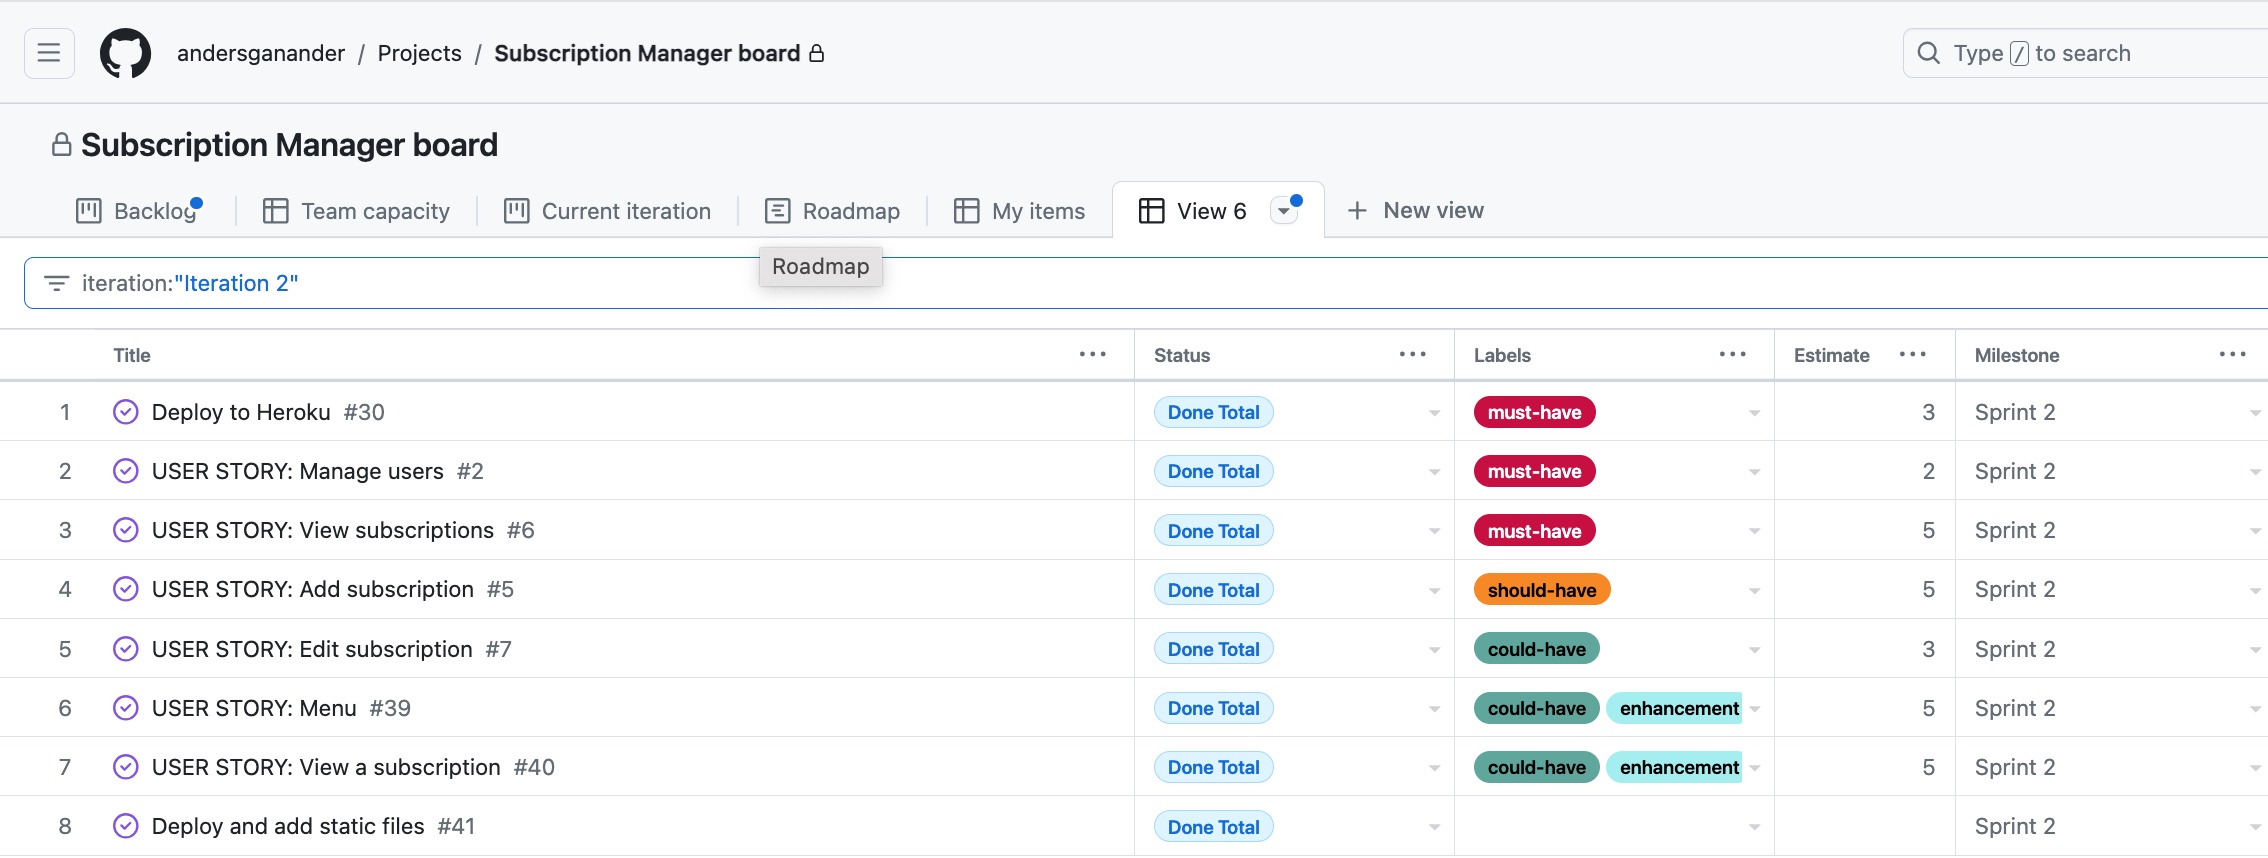 andersganander / Projects / Subscription Manager board
Type / to search
Subscription Manager board
Backlog Team capacity Current iteration Roadmap My items View 6 + New view
Roadmap
iteration:"Iteration 2"
Title ... Status ... Labels ... Estimate ... Milestone ...
1 Deploy to Heroku #30 Done Total must-have 3 Sprint 2
2 USER STORY: Manage users #2 Done Total must-have 2 Sprint 2
3 USER STORY: View subscriptions #6 Done Total must-have 5 Sprint 2
4 USER STORY: Add subscription #5 Done Total should-have 5 Sprint 2
5 USER STORY: Edit subscription #7 Done Total could-have 3 Sprint 2
6 USER STORY: Menu #39 Done Total could-have enhancement 5 Sprint 2
7 USER STORY: View a subscription #40 Done Total could-have enhancement 5 Sprint 2
8 Deploy and add static files #41 Done Total Sprint 2